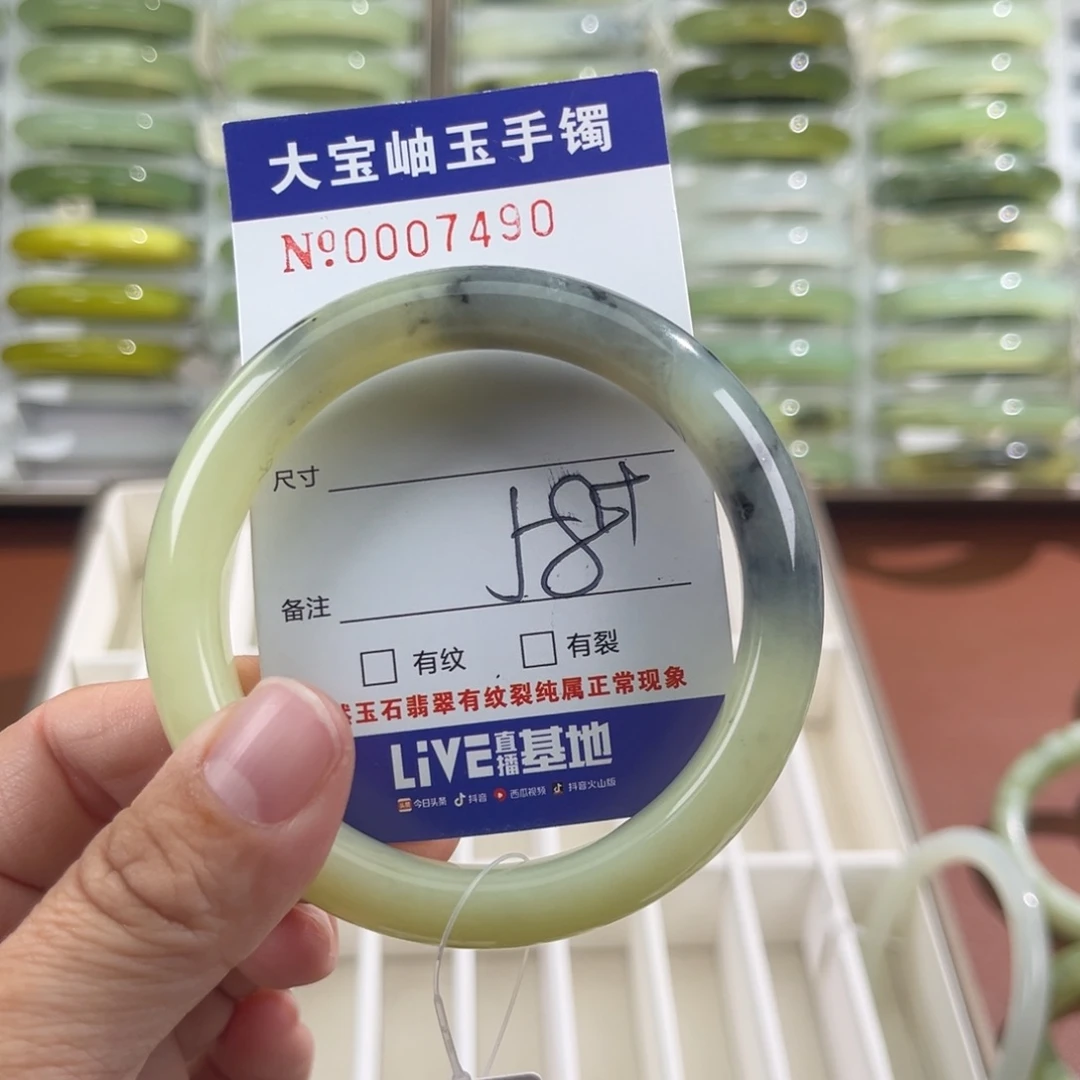 大宝岫玉手镯
Nº0007490
尺寸
备注
有纹 有裂
玉石翡翠有纹裂纯属正常现象
LiVE直播基地
今日头条 抖音 西瓜视频 抖音火山版